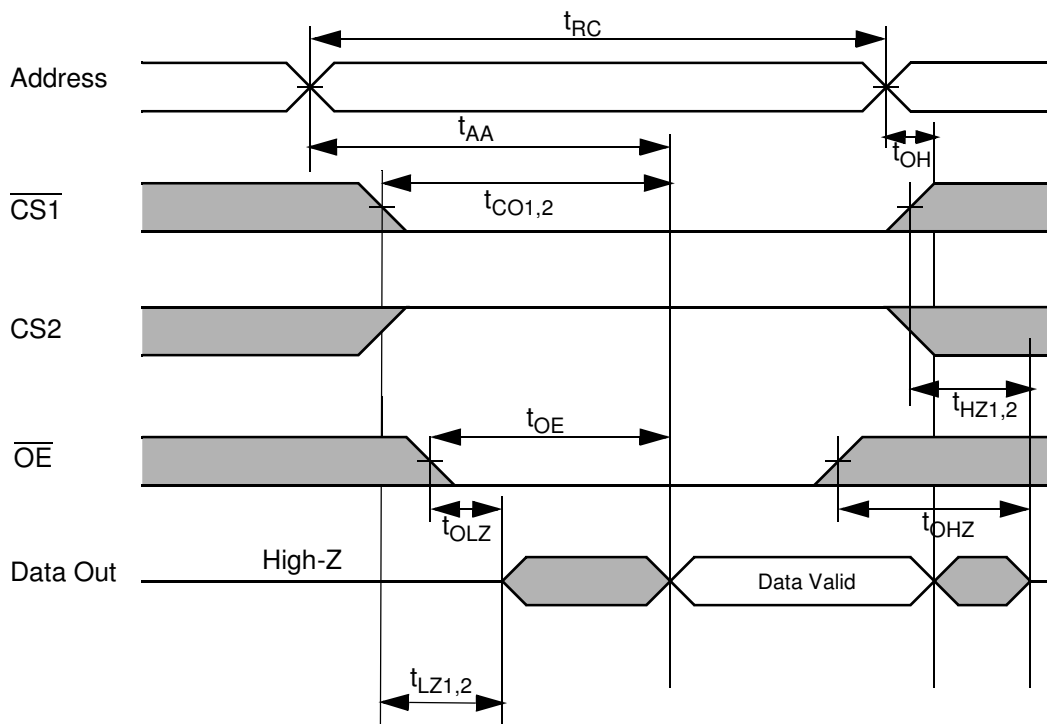 tRC
Address
tAA
tOH
CS1
tCO1,2
CS2
tHZ1,2
tOE
OE
tOLZ
tOHZ
High-Z
Data Out
Data Valid
tLZ1,2